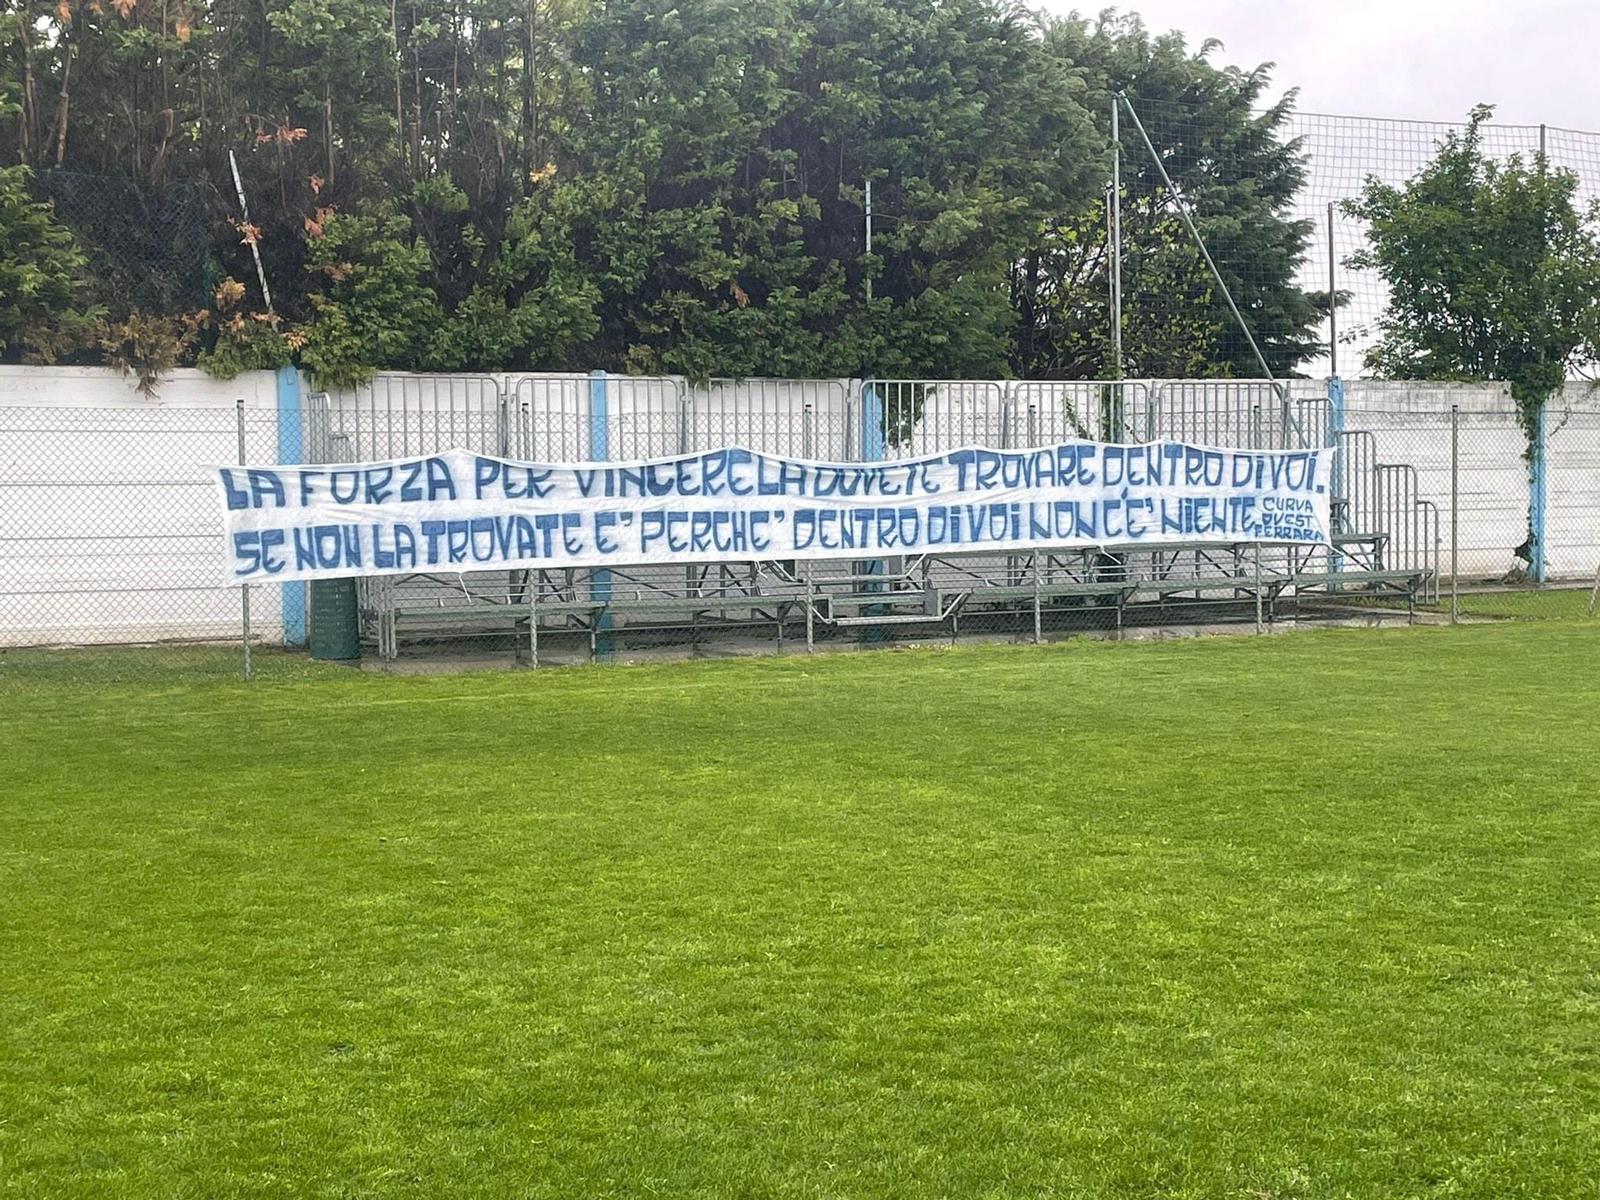 LA FORZA PER VINCERE LA DOVETE TROVARE DENTRO DI VOI.
SE NON LA TROVATE E' PERCHE' DENTRO DI VOI NON C'E' NIENTE
CURVA
OVEST
FERRARA